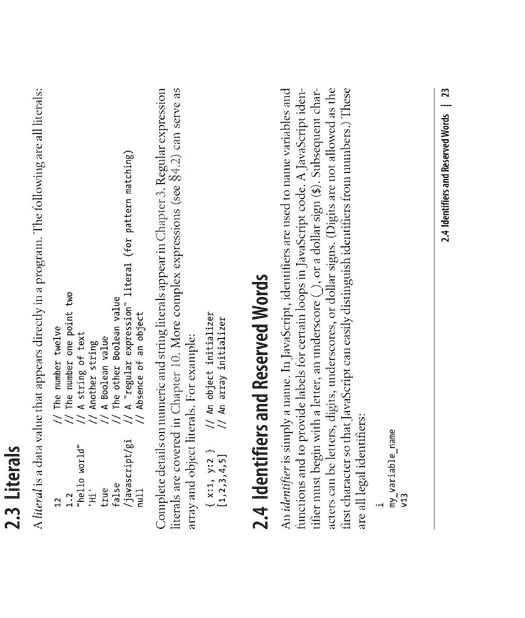 2.3 Literals
A literal is a data value that appears directly in a program. The following are all literals:
12 // The number twelve
1.2 // The number one point two
"hello world" // A string of text
'Hi' // Another string
true // A Boolean value
false // The other Boolean value
/javascript/gi // A "regular expression" literal (for pattern matching)
null // Absence of an object
Complete details on numeric and string literals appear in Chapter 3. Regular expression
literals are covered in Chapter 10. More complex expressions (see §4.2) can serve as
array and object literals. For example:
{ x:1, y:2 } // An object initializer
[1,2,3,4,5] // An array initializer
2.4 Identifiers and Reserved Words
An identifier is simply a name. In JavaScript, identifiers are used to name variables and
functions and to provide labels for certain loops in JavaScript code. A JavaScript iden-
tifier must begin with a letter, an underscore (_), or a dollar sign ($). Subsequent char-
acters can be letters, digits, underscores, or dollar signs. (Digits are not allowed as the
first character so that JavaScript can easily distinguish identifiers from numbers.) These
are all legal identifiers:
i
my_variable_name
v13
2.4 Identifiers and Reserved Words | 23